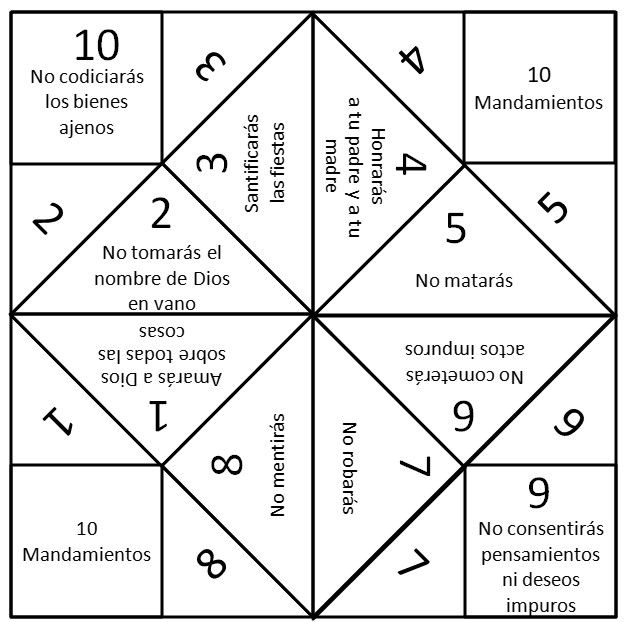 10
No codiciarás
los bienes
ajenos
3
4
10
Mandamientos
3
Santificarás
las fiestas
4
Honrarás
a tu padre y a tu
madre
2
2
No tomarás el
nombre de Dios
en vano
5
No matarás
5
1
Amarás a Dios
sobre todas las
cosas
1
6
No cometerás
actos impuros
6
8
No mentirás
7
No robarás
10
Mandamientos
8
7
9
No consentirás
pensamientos
ni deseos
impuros